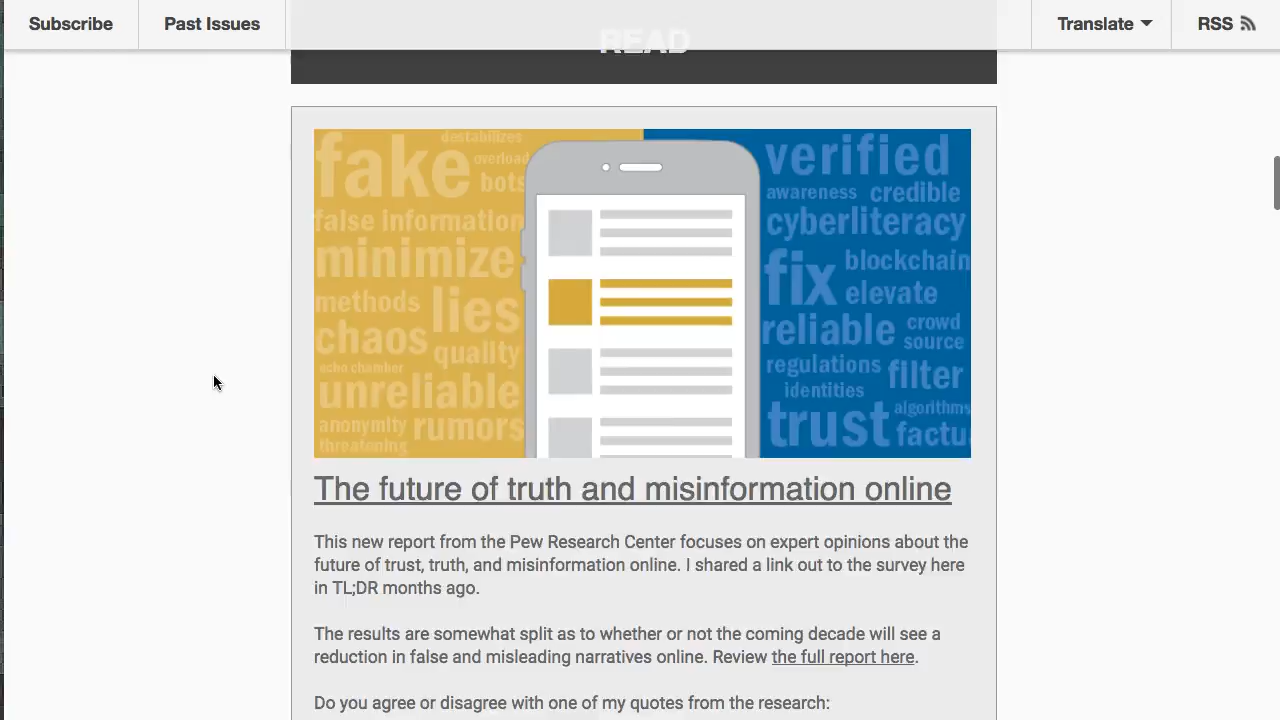 Subscribe
Past Issues
READ
Translate
RSS
fake
destabilizes
overload
bots
false information
minimize
methods
lies
chaos
quality
echo chamber
unreliable
anonymity
rumors
threatening
verified
awareness credible
cyberliteracy
fix
blockchain
elevate
reliable
crowd
source
regulations
filter
identities
trust
algorithms
factu
The future of truth and misinformation online
This new report from the Pew Research Center focuses on expert opinions about the
future of trust, truth, and misinformation online. I shared a link out to the survey here
in TL;DR months ago.
The results are somewhat split as to whether or not the coming decade will see a
reduction in false and misleading narratives online. Review the full report here.
Do you agree or disagree with one of my quotes from the research: